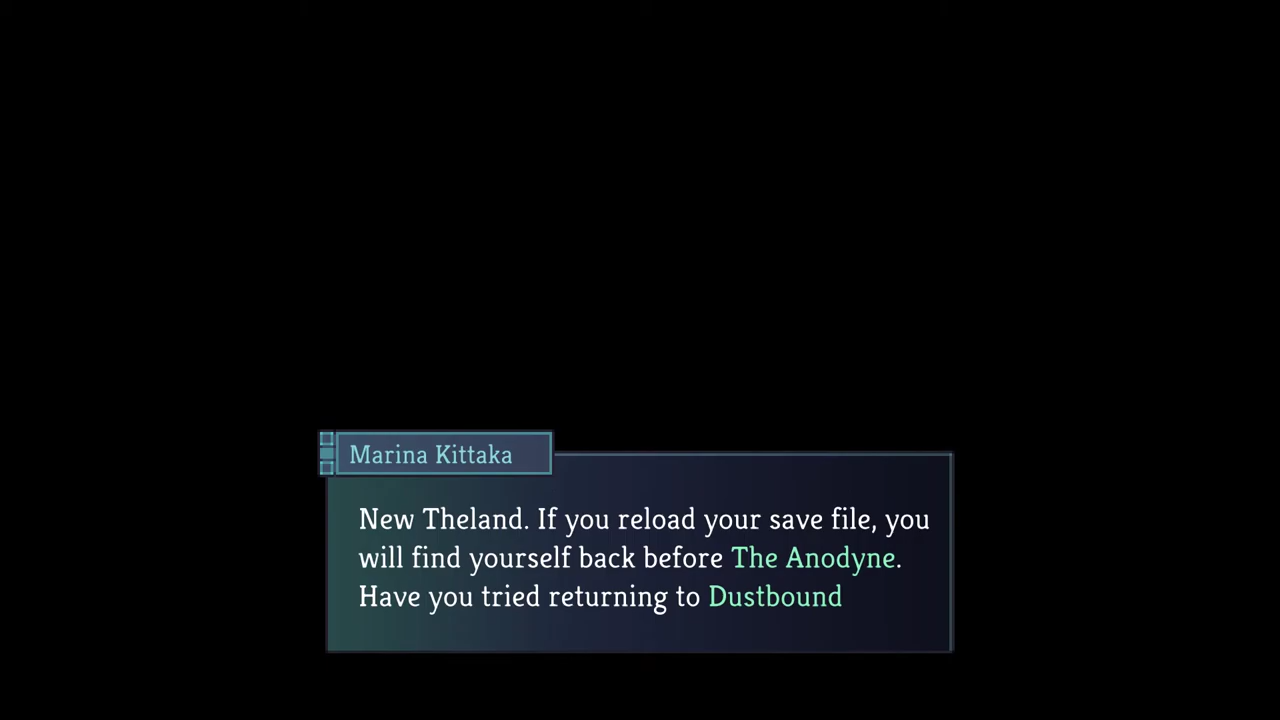 Marina Kittaka
New Theland. If you reload your save file, you
will find yourself back before The Anodyne.
Have you tried returning to Dustbound